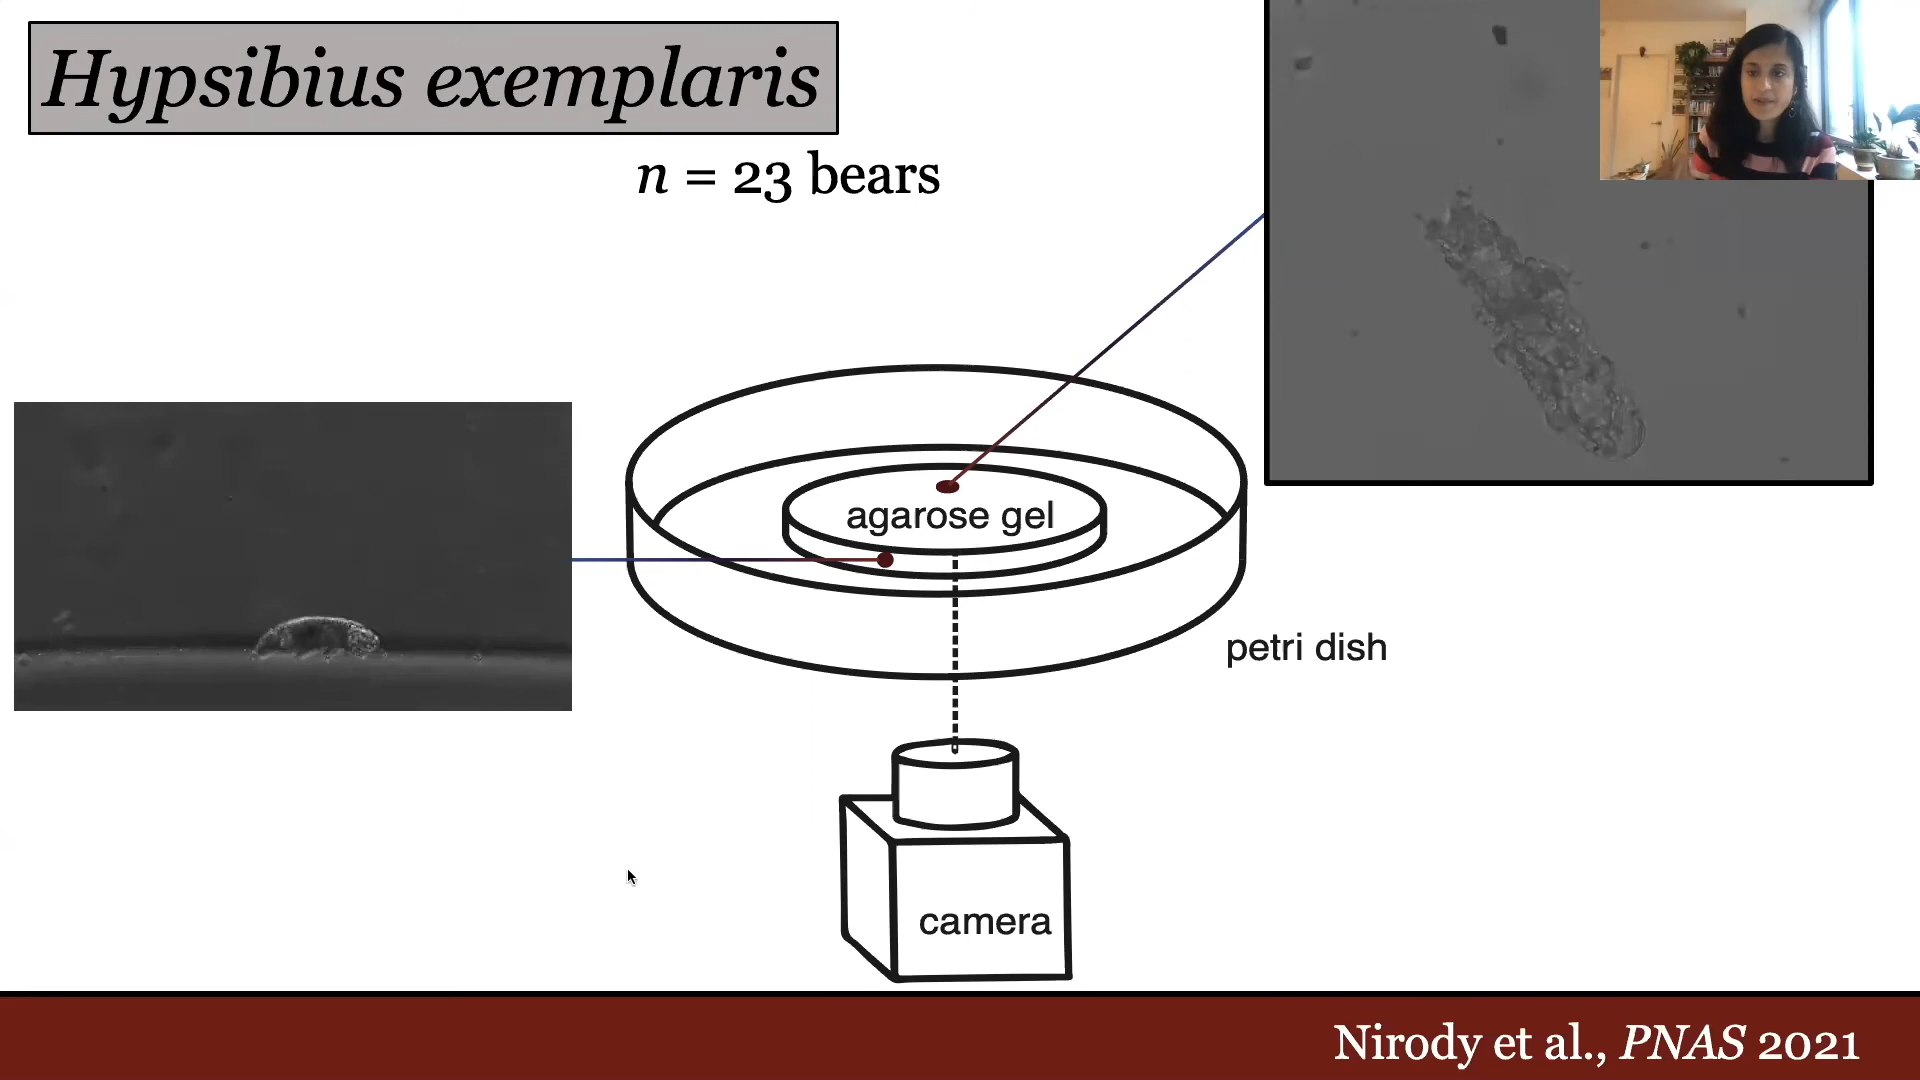 Hypsibius exemplaris
n = 23 bears
agarose gel
petri dish
camera
Nirody et al., PNAS 2021